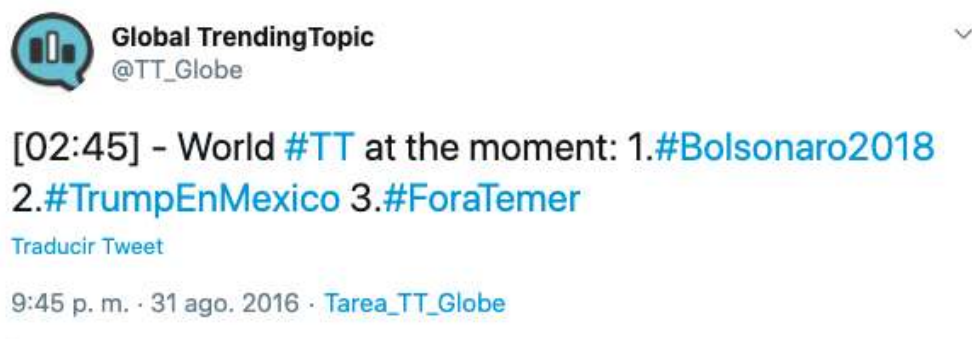 Global TrendingTopic
@TT_Globe
[02:45] - World #TT at the moment: 1.#Bolsonaro2018
2.#TrumpEnMexico 3.#ForaTemer
Traducir Tweet
9:45 p. m. · 31 ago. 2016 · Tarea_TT_Globe